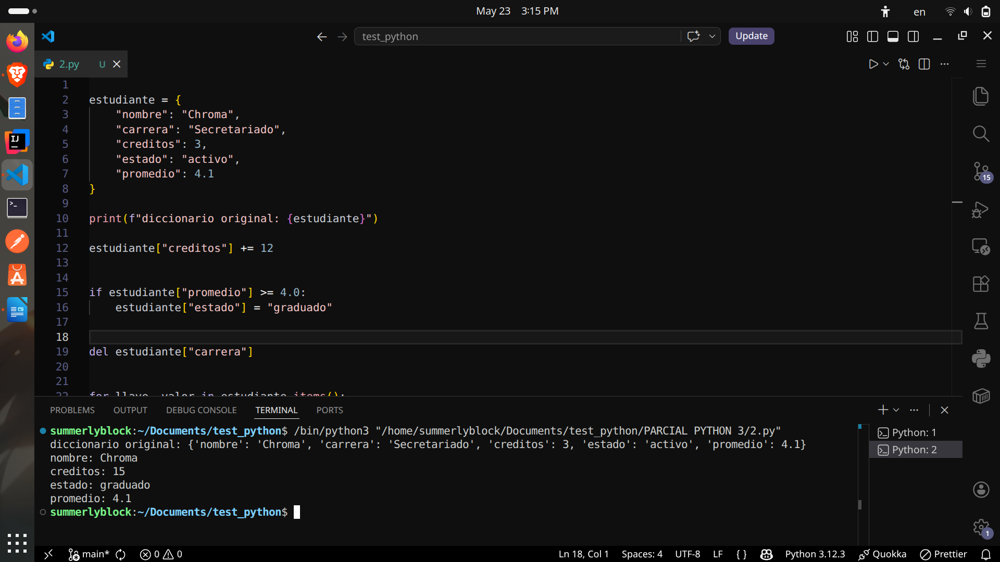 May 23 3:15 PM
en
test_python
Update
2.py U
1
2 estudiante = {
3 "nombre": "Chroma",
4 "carrera": "Secretariado",
5 "creditos": 3,
6 "estado": "activo",
7 "promedio": 4.1
8 }
9
10 print(f"diccionario original: {estudiante}")
11
12 estudiante["creditos"] += 12
13
14
15 if estudiante["promedio"] >= 4.0:
16 estudiante["estado"] = "graduado"
17
18
19 del estudiante["carrera"]
20
21
22 for llave, valor in estudiante.items():
15
PROBLEMS OUTPUT DEBUG CONSOLE TERMINAL PORTS
summerlyblock:~/Documents/test_python$ /bin/python3 "/home/summerlyblock/Documents/test_python/PARCIAL PYTHON 3/2.py"
diccionario original: {'nombre': 'Chroma', 'carrera': 'Secretariado', 'creditos': 3, 'estado': 'activo', 'promedio': 4.1}
nombre: Chroma
creditos: 15
estado: graduado
promedio: 4.1
summerlyblock:~/Documents/test_python$
Python: 1
Python: 2
1
main* 0 0 Ln 18, Col 1 Spaces: 4 UTF-8 LF { } Python 3.12.3 Quokka Prettier
IJ